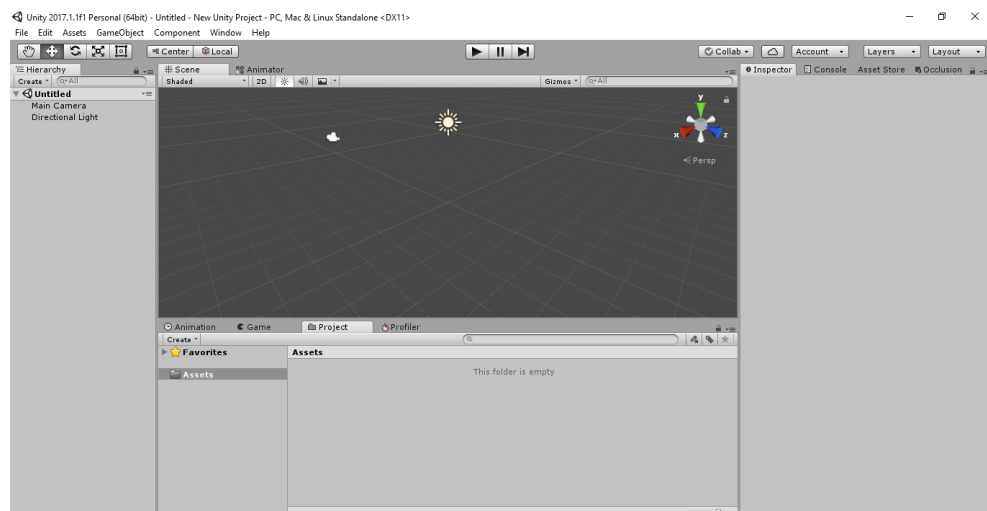 Unity 2017.1.1f1 Personal (64bit) - Untitled - New Unity Project - PC, Mac & Linux Standalone <DX11>
File Edit Assets GameObject Component Window Help
Center Local Collab Account Layers Layout
Hierarchy
Create All
Untitled
Main Camera
Directional Light
Scene Animator
Shaded 2D Gizmos All
y
x z
Persp
Inspector Console Asset Store Occlusion
Animation Game Project Profiler
Create
Favorites
Assets
Assets
This folder is empty